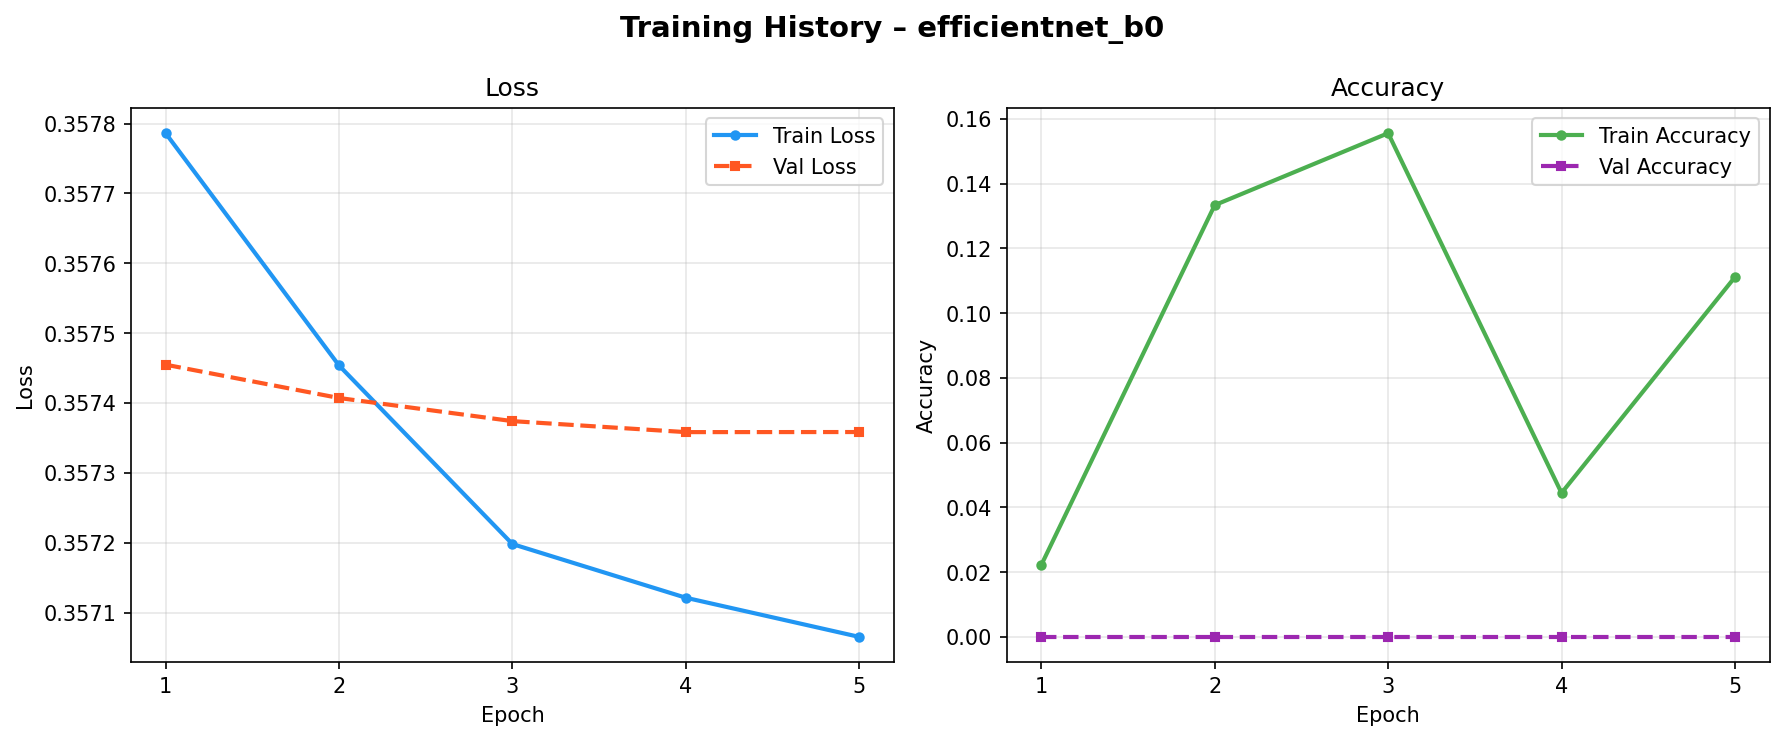 Training History – efficientnet_b0
Loss
0.3578
0.3577
0.3576
0.3575
0.3574
0.3573
0.3572
0.3571
Loss
Train Loss
Val Loss
1 2 3 4 5
Epoch
Accuracy
0.16
0.14
0.12
0.10
0.08
0.06
0.04
0.02
0.00
Accuracy
Train Accuracy
Val Accuracy
1 2 3 4 5
Epoch